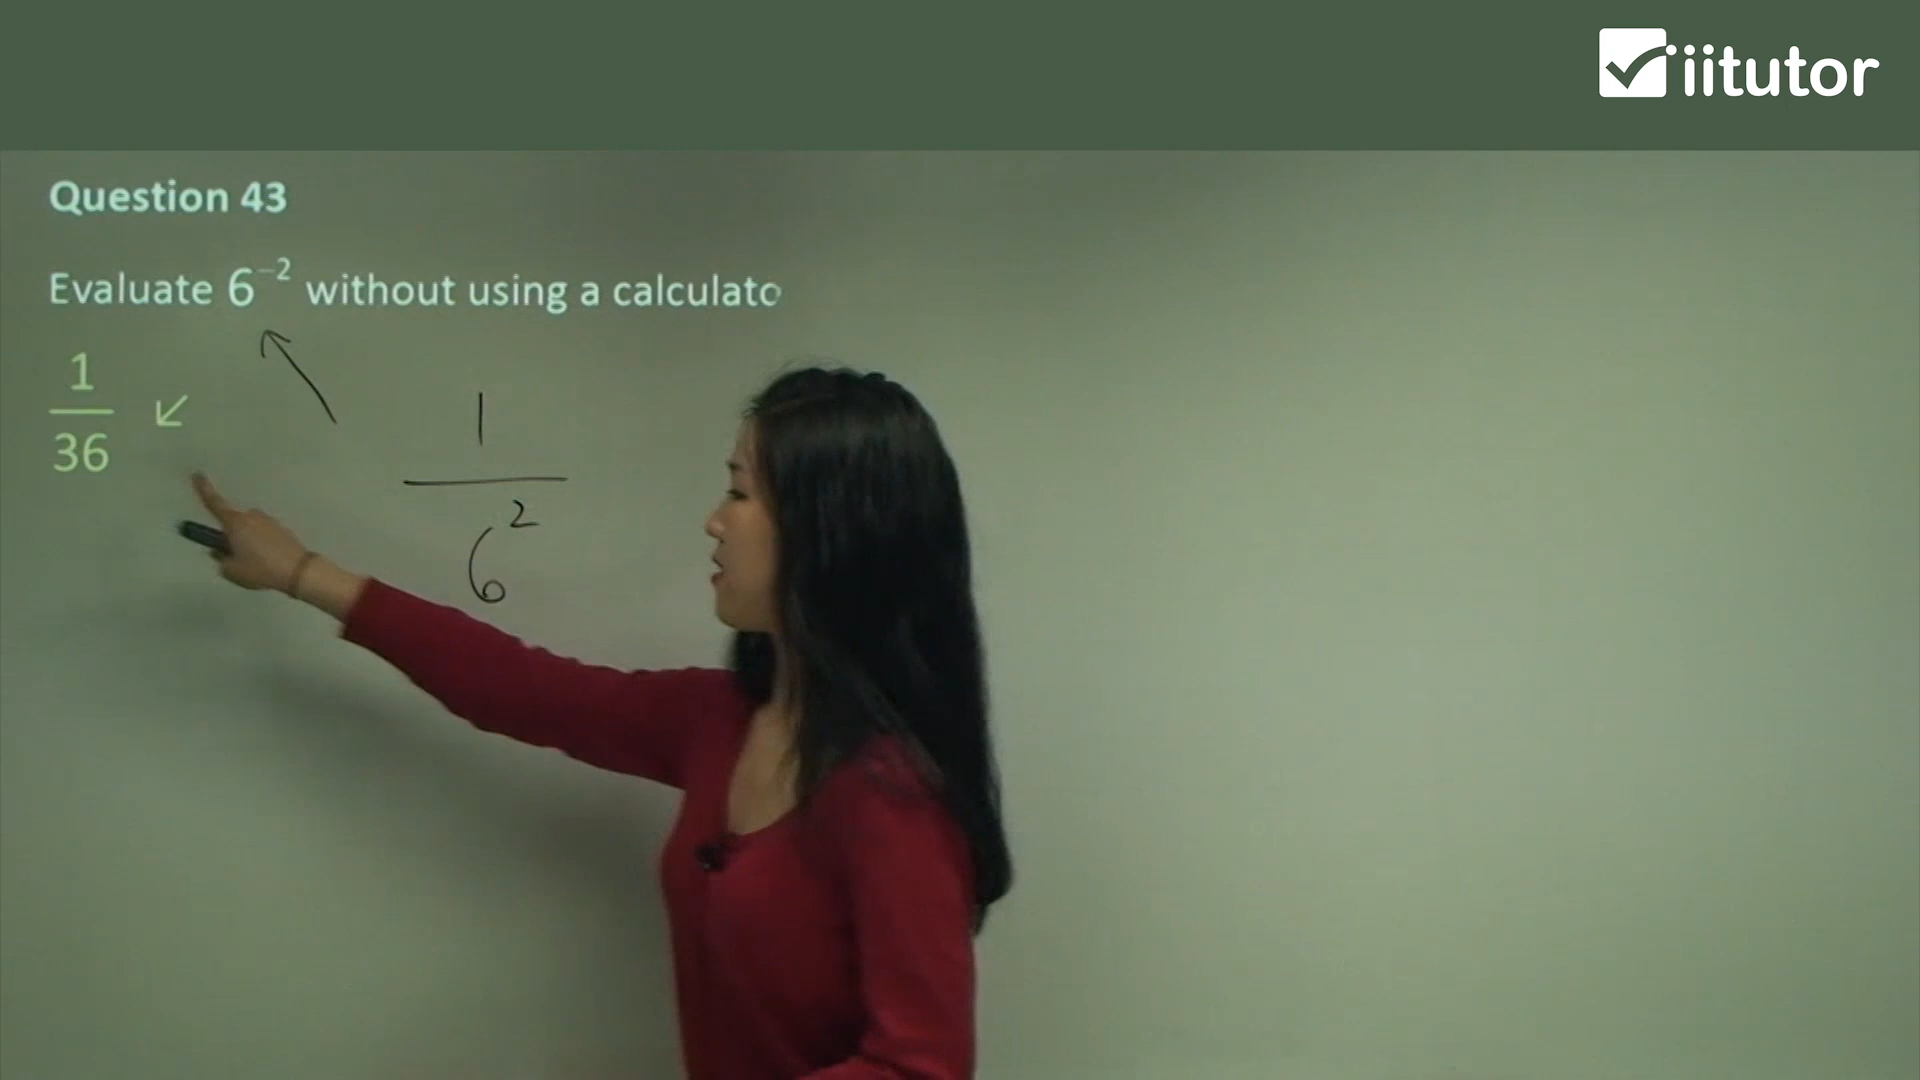 iitutor
Question 43
Evaluate 6⁻² without using a calculato
1
36
1
6²